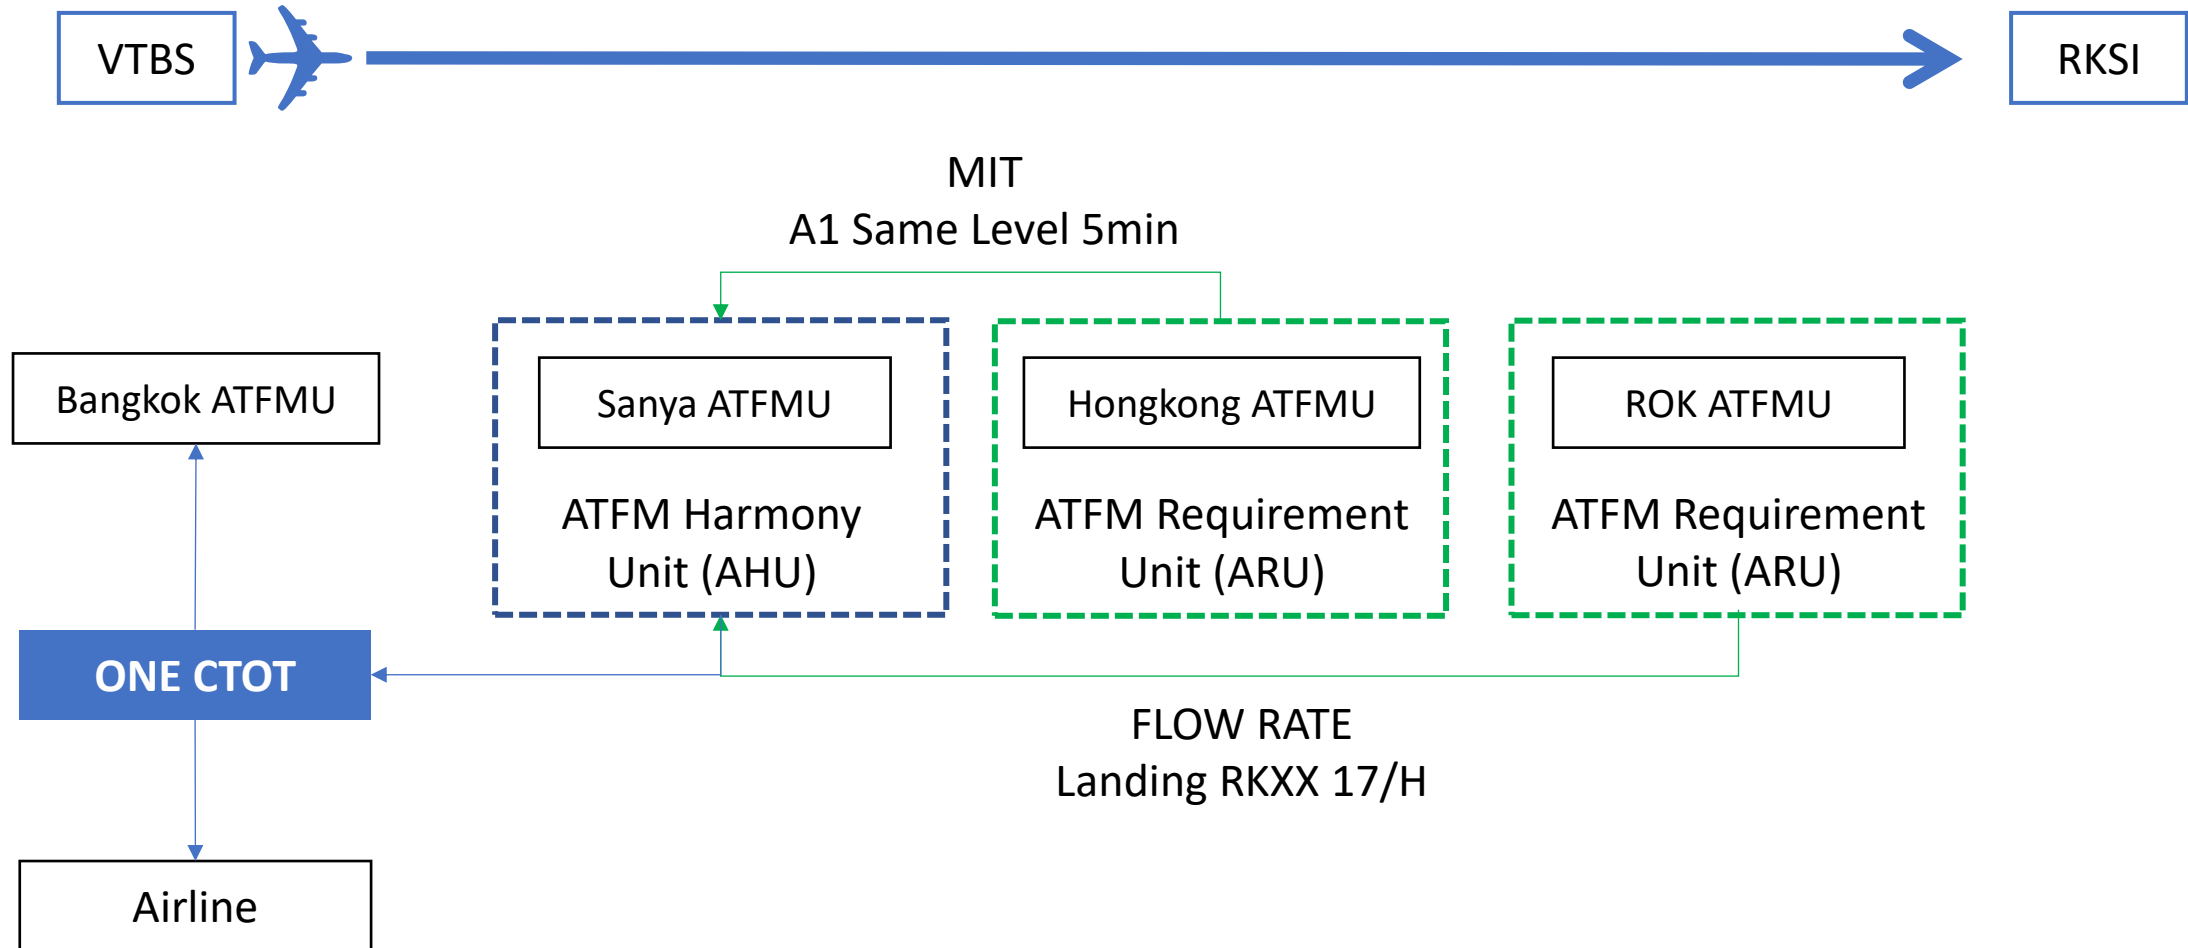 VTBS
RKSI
MIT
A1 Same Level 5min
Bangkok ATFMU
Sanya ATFMU
Hongkong ATFMU
ROK ATFMU
ATFM Harmony
Unit (AHU)
ATFM Requirement
Unit (ARU)
ATFM Requirement
Unit (ARU)
ONE CTOT
FLOW RATE
Landing RKXX 17/H
Airline